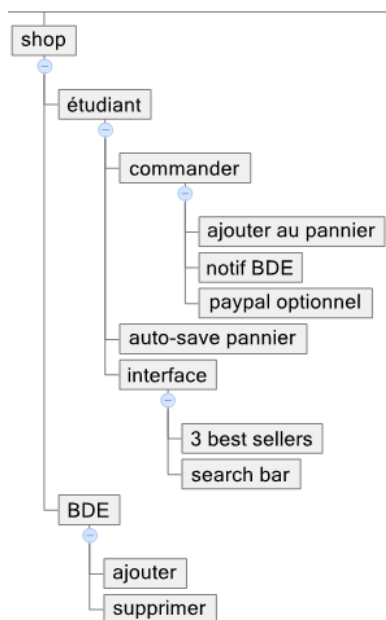 shop
étudiant
commander
ajouter au pannier
notif BDE
paypal optionnel
auto-save pannier
interface
3 best sellers
search bar
BDE
ajouter
supprimer